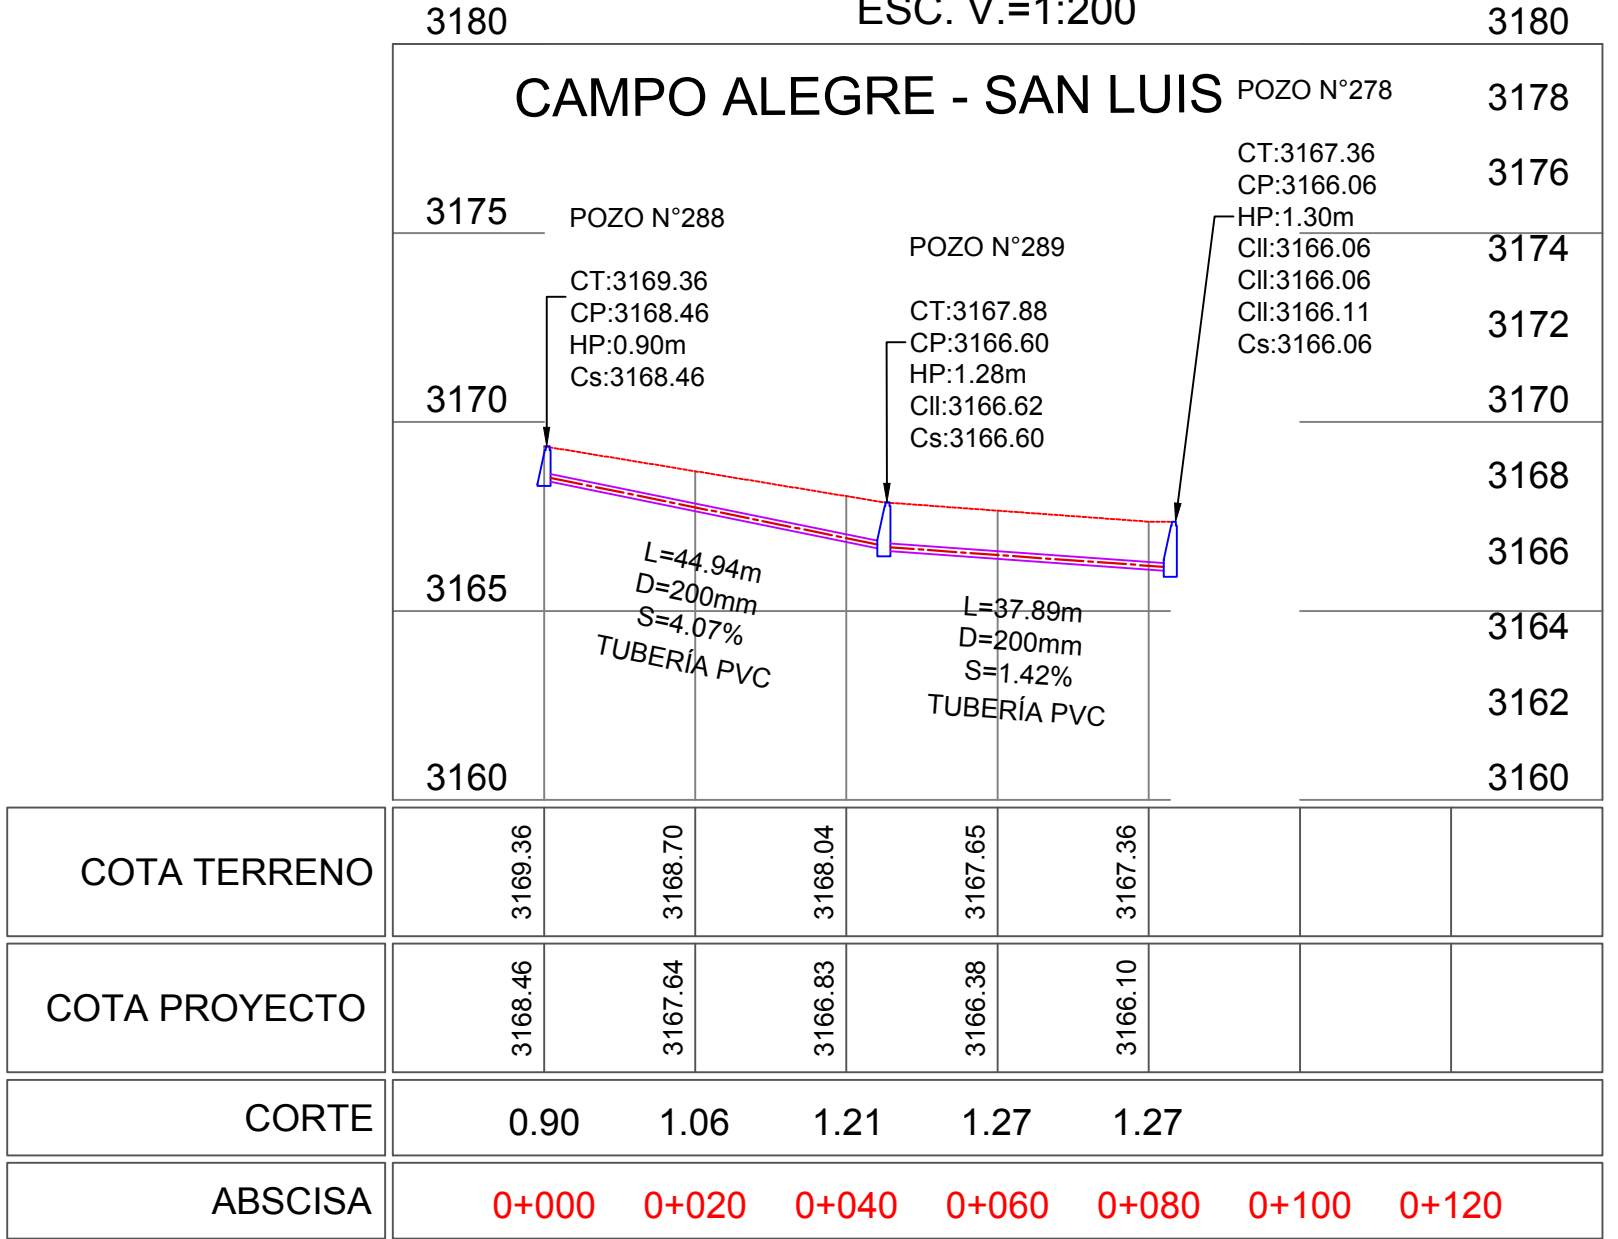 ESC. V.=1:200
3180
3180
CAMPO ALEGRE - SAN LUIS
POZO N°278
CT:3167.36
CP:3166.06
HP:1.30m
Cll:3166.06
Cll:3166.06
Cll:3166.11
Cs:3166.06
3178
3176
3175
3174
3172
3170
3170
3168
3166
3165
3164
3162
3160
3160
POZO N°288
CT:3169.36
CP:3168.46
HP:0.90m
Cs:3168.46
POZO N°289
CT:3167.88
CP:3166.60
HP:1.28m
Cll:3166.62
Cs:3166.60
L=44.94m
D=200mm
S=4.07%
TUBERÍA PVC
L=37.89m
D=200mm
S=1.42%
TUBERÍA PVC
COTA TERRENO 3169.36 3168.70 3168.04 3167.65 3167.36
COTA PROYECTO 3168.46 3167.64 3166.83 3166.38 3166.10
CORTE 0.90 1.06 1.21 1.27 1.27
ABSCISA 0+000 0+020 0+040 0+060 0+080 0+100 0+120